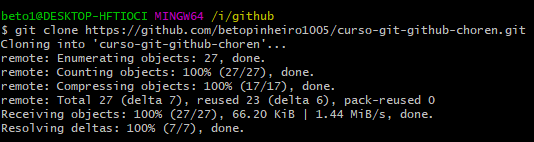 beto1@DESKTOP-HFTIOCI MINGW64 /i/github
$ git clone https://github.com/betopinheiro1005/curso-git-github-choren.git
Cloning into 'curso-git-github-choren'...
remote: Enumerating objects: 27, done.
remote: Counting objects: 100% (27/27), done.
remote: Compressing objects: 100% (17/17), done.
remote: Total 27 (delta 7), reused 23 (delta 6), pack-reused 0
Receiving objects: 100% (27/27), 66.20 KiB | 1.44 MiB/s, done.
Resolving deltas: 100% (7/7), done.